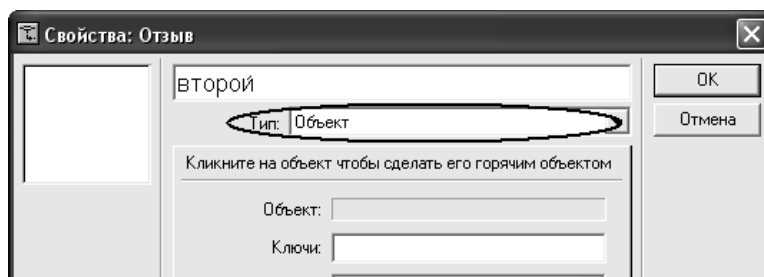 Свойства: Отзыв
второй
OK
Тип: Объект
Отмена
Кликните на объект чтобы сделать его горячим объектом
Объект:
Ключи: